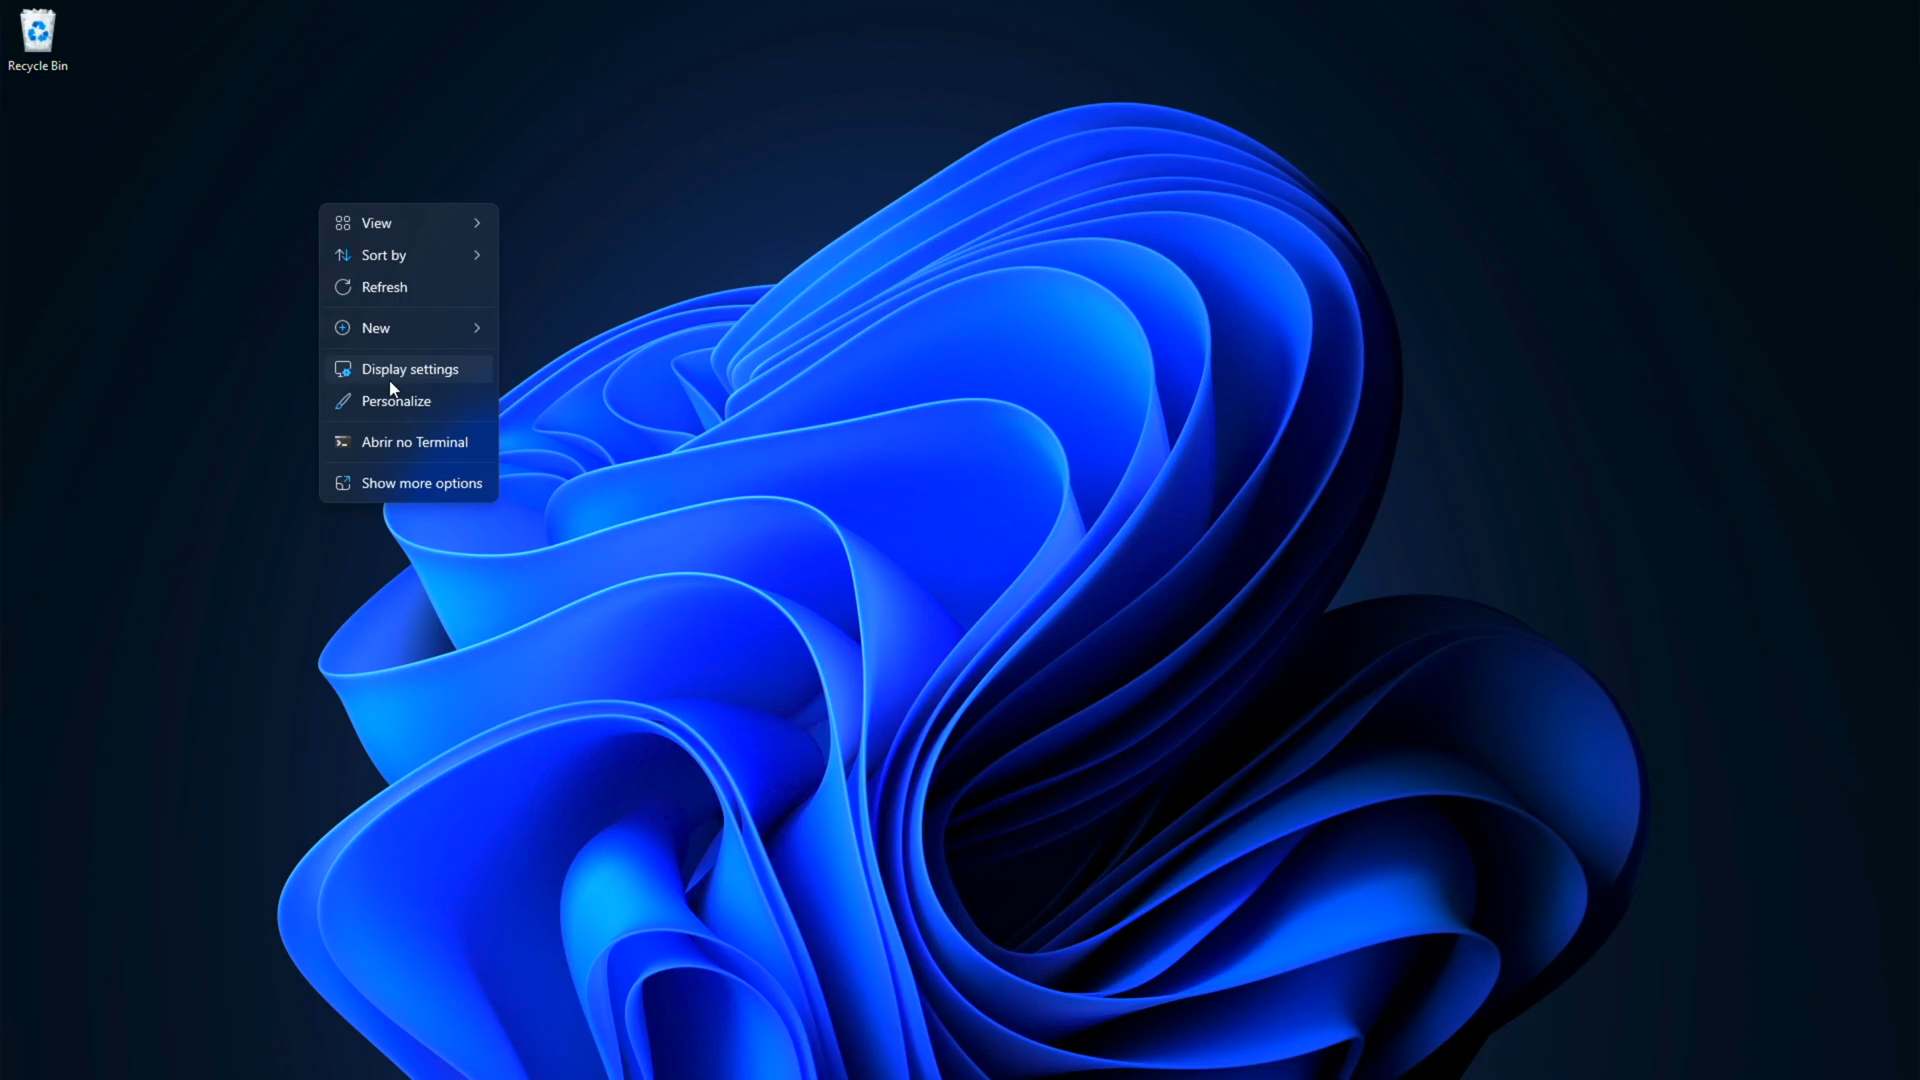 Recycle Bin
View
Sort by
Refresh
New
Display settings
Personalize
Abrir no Terminal
Show more options